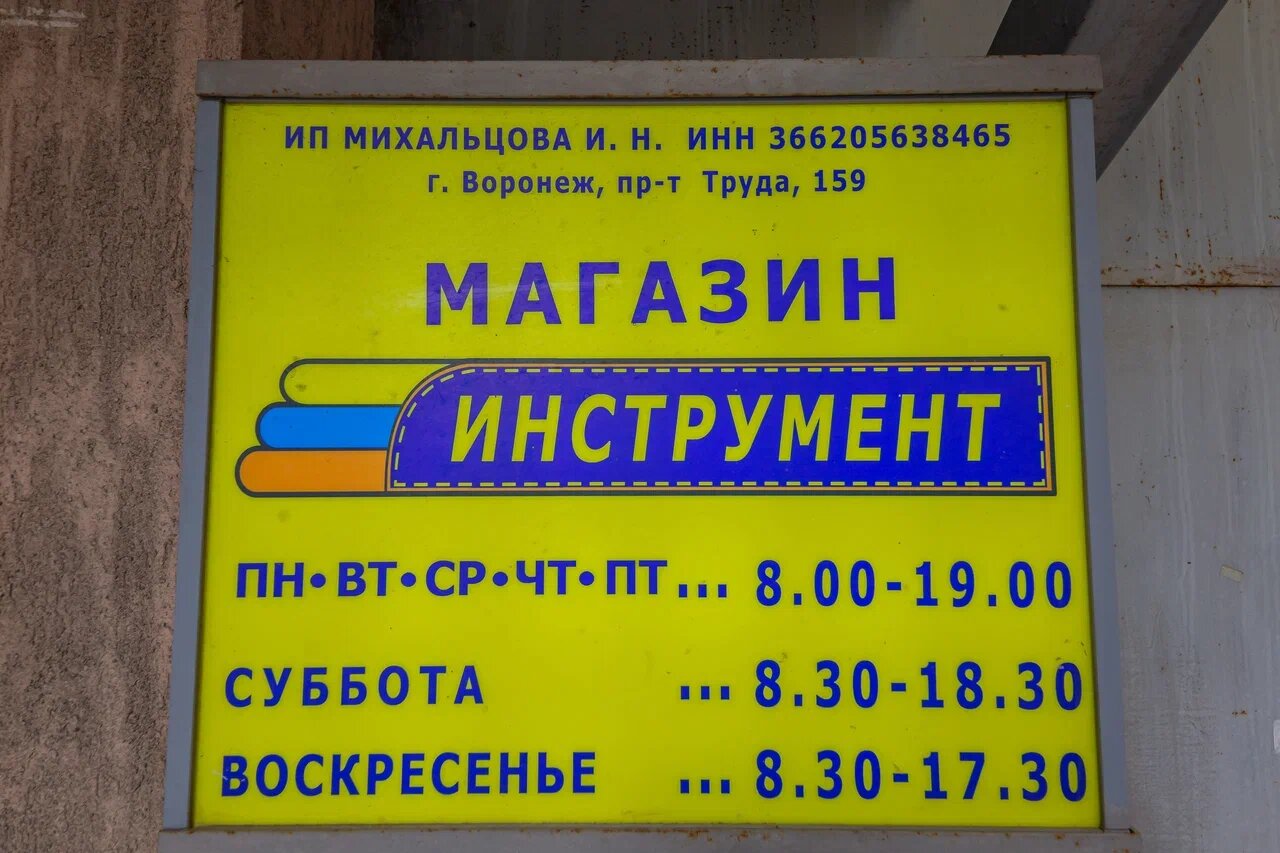 ИП МИХАЛЬЦОВА И. Н. ИНН 366205638465
г. Воронеж, пр-т Труда, 159
МАГАЗИН
ИНСТРУМЕНТ
ПН•ВТ•СР•ЧТ•ПТ... 8.00-19.00
СУББОТА ... 8.30-18.30
ВОСКРЕСЕНЬЕ ... 8.30-17.30